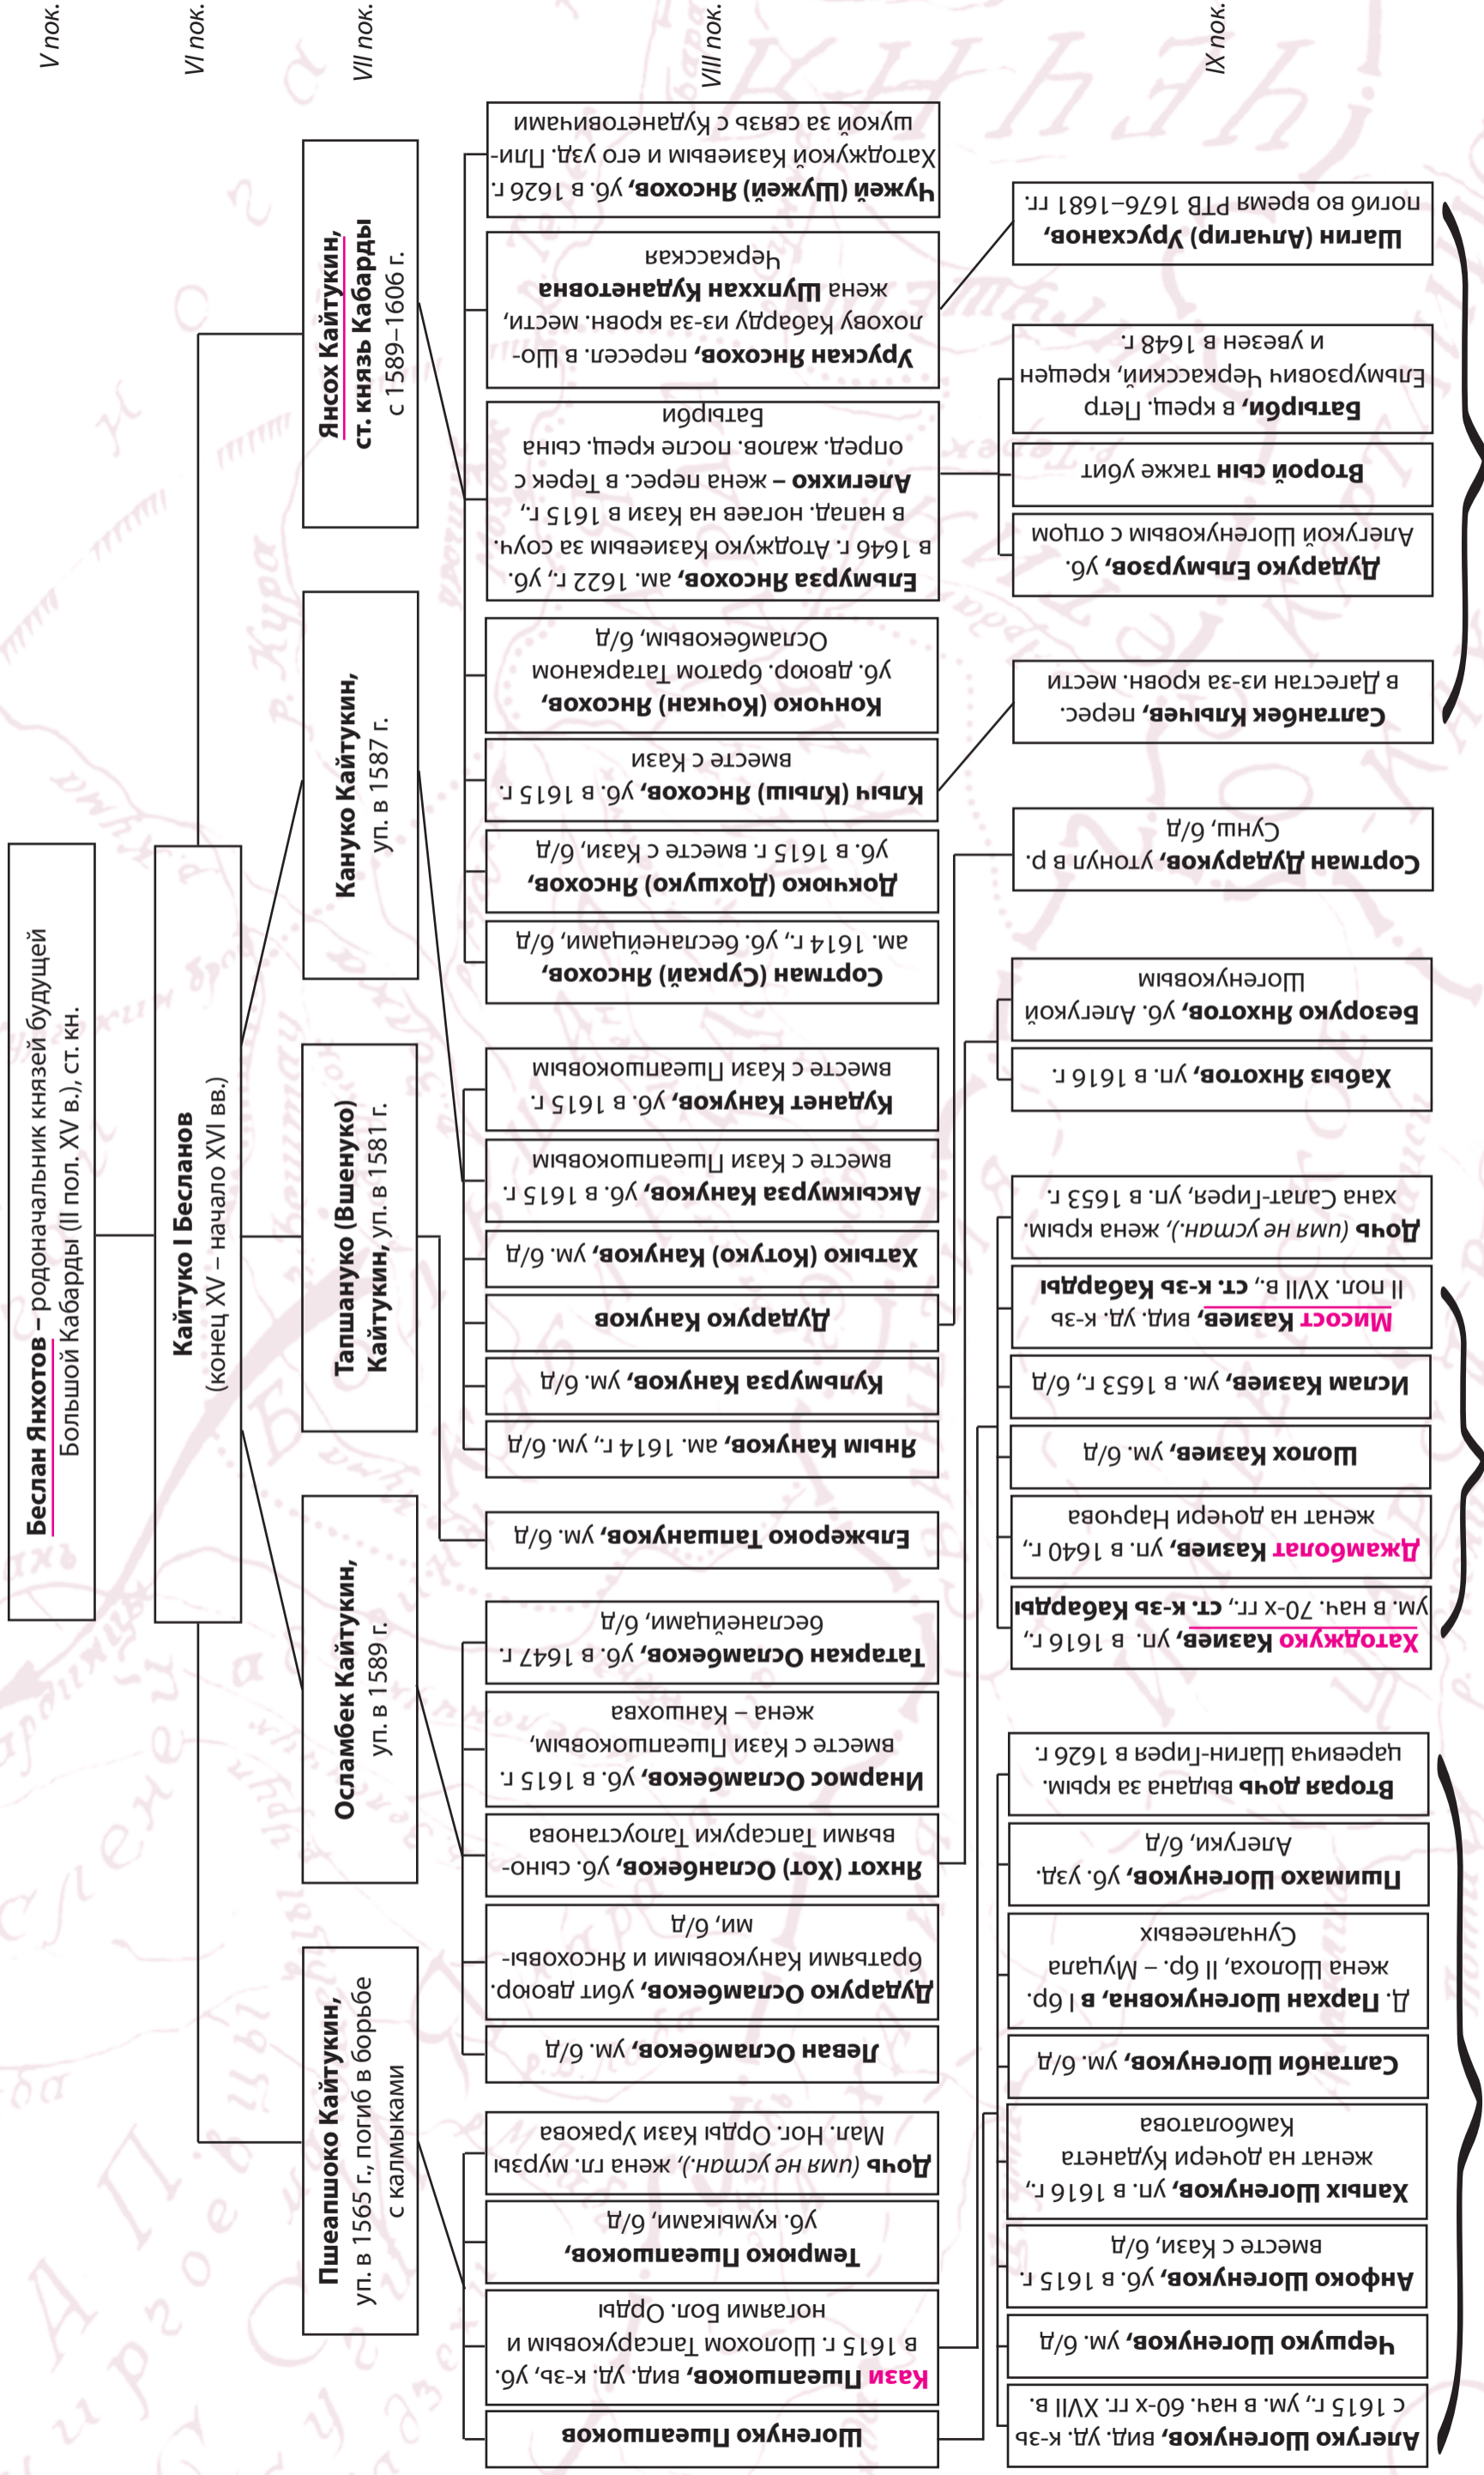 V пок.
Беслан Янхотов – родоначальник князей будущей
Большой Кабарды (II пол. XV в.), ст. кн.
VI пок.
Кайтуко I Бесланов
(конец XV – начало XVI вв.)
VII пок.
Пшеапшоко Кайтукин,
уп. в 1565 г., погиб в борьбе
с калмыками
Осламбек Кайтукин,
уп. в 1589 г.
Тапшануко (Вшенуко)
Кайтукин, уп. в 1581 г.
Кануко Кайтукин,
уп. в 1587 г.
Янсох Кайтукин,
ст. князь Кабарды
с 1589–1606 г.
VIII пок.
Шогенуко Пшеапшоков
Кази Пшеапшоков, вид. уд. к-зь, уб.
в 1615 г. Шолохом Тапсаруковым и
ногаями Бол. Орды
Темрюко Пшеапшоков,
уб. кумыками, б/д
Дочь (имя не устан.), жена гл. мурзы
Мал. Ног. Орды Кази Уракова
Леван Осламбеков, ум. б/д
Дударуко Осламбеков, убит двоюр.
братьями Кануковыми и Янсоховы-
ми, б/д
Янхот (Хот) Осланбеков, уб. сыно-
вьями Тапсаруки Талоустанова
Инармос Осламбеков, уб. в 1615 г.
вместе с Кази Пшеапшоковым,
жена – Каншохва
Татаркан Осламбеков, уб. в 1647 г.
бесланейцами, б/д
Ельжероко Тапшануков, ум. б/д
Яным Кануков, ам. 1614 г., ум. б/д
Кульмурза Кануков, ум. б/д
Дударуко Кануков
Хатыко (Котуко) Кануков, ум. б/д
Аксыкмурза Кануков, уб. в 1615 г.
вместе с Кази Пшеапшоковым
Куданет Кануков, уб. в 1615 г.
вместе с Кази Пшеапшоковым
Сортман (Суркай) Янсохов,
ам. 1614 г., уб. бесланейцами, б/д
Докчюко (Дохшуко) Янсохов,
уб. в 1615 г. вместе с Кази, б/д
Клыч (Клыш) Янсохов, уб. в 1615 г
вместе с Кази
Кончоко (Кочкан) Янсохов,
уб. двоюр. братом Татарканом
Осламбековым, б/д
Ельмурза Янсохов, ам. 1622 г., уб.
в 1646 г. Атоджуко Казиевым за соуч.
в напад. ногаев на Кази в 1615 г.,
Алегихко – жена перес. в Терек с
опред. жалов. после крещ. сына
Батырби
Урускан Янсохов, пересел. в Шо-
лохову Кабарду из-за кровн. мести,
жена Шупхан Куданетовна
Черкасская
Чужей (Шужей) Янсохов, уб. в 1626 г.
Хатоджукой Казиевым и его узд. Пли-
шукой за связь с Куданетовичами
IX пок.
Алегуко Шогенуков, вид. уд. к-зь
с 1615 г., ум. в нач. 60-х гг. XVII в.
Чершуко Шогенуков, ум. б/д
Анфоко Шогенуков, уб. в 1615 г.
вместе с Кази, б/д
Хапых Шогенуков, уп. в 1616 г.,
женат на дочери Куданета
Камболатова
Салтанби Шогенуков, ум. б/д
Д. Пархан Шогенуковна, в I бр.
жена Шолоха, II бр. – Муцала
Сунчалеевых
Пшимахо Шогенуков, уб. узд.
Алегуки, б/д
Вторая дочь выдана за крым.
царевича Шагин-Гирея в 1626 г.
Хатоджуко Казиев, уп. в 1616 г.,
ум. в нач. 70-х гг., ст. к-зь Кабарды
Джамболат Казиев, уп. в 1640 г.,
женат на дочери Нарчова
Шолох Казиев, ум. б/д
Ислам Казиев, ум. в 1653 г., б/д
Мисост Казиев, вид. уд. к-зь
II пол. XVII в., ст. к-зь Кабарды
Дочь (имя не устан.), жена крым.
хана Салат-Гирея, уп. в 1653 г.
Хабыз Янхотов, уп. в 1616 г.
Безоруко Янхотов, уб. Алегукой
Шогенуковым
Сортман Дударуков, утонул в р.
Сунш, б/д
Салтанбек Клычев, перес.
в Дагестан из-за кровн. мести
Дударуко Ельмурзов, уб.
Алегукой Шогенуковым с отцом
Второй сын также убит
Батырби, в крещ. Петр
Ельмурзович Черкасский, крещен
и увезен в 1648 г.
Шагин (Алчагир) Урусханов,
погиб во время РТВ 1676–1681 гг.